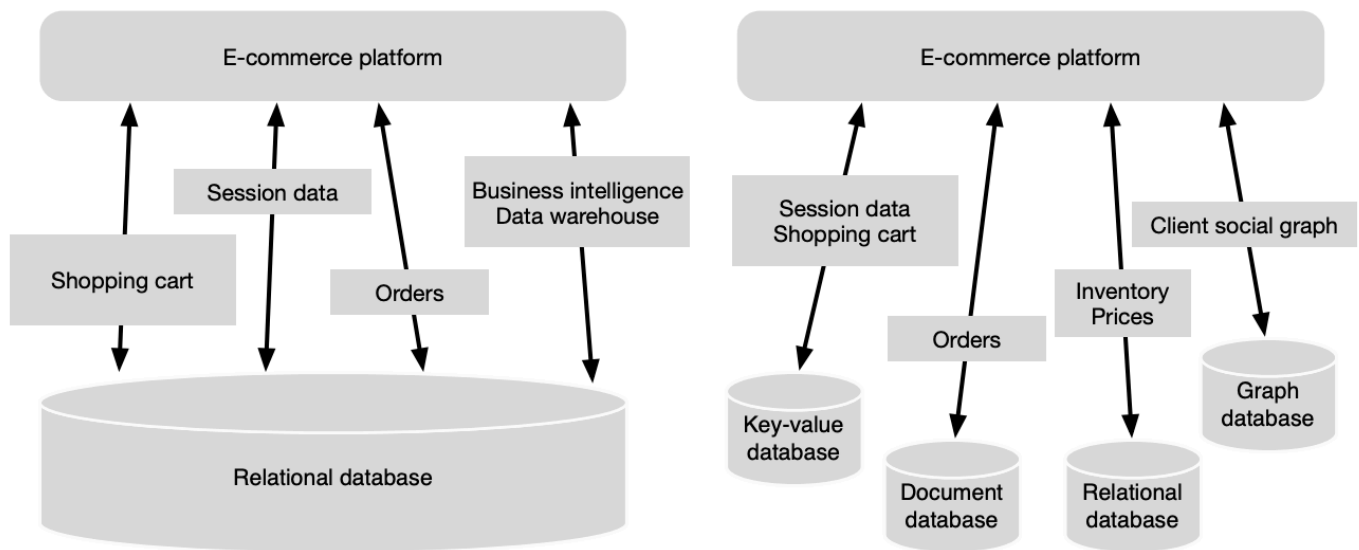 E-commerce platform
Session data
Business intelligence
Data warehouse
Shopping cart
Orders
Relational database
E-commerce platform
Session data
Shopping cart
Client social graph
Inventory
Prices
Orders
Key-value
database
Document
database
Relational
database
Graph
database